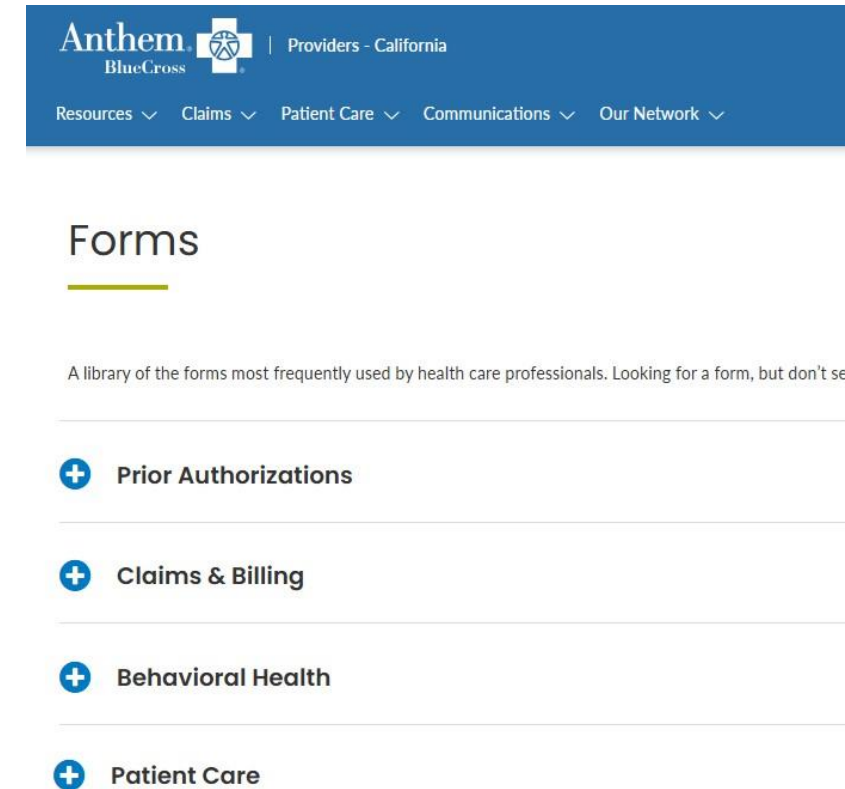 Anthem. | Providers - California
BlueCross
Resources Claims Patient Care Communications Our Network
Forms
A library of the forms most frequently used by health care professionals. Looking for a form, but don't se
Prior Authorizations
Claims & Billing
Behavioral Health
Patient Care